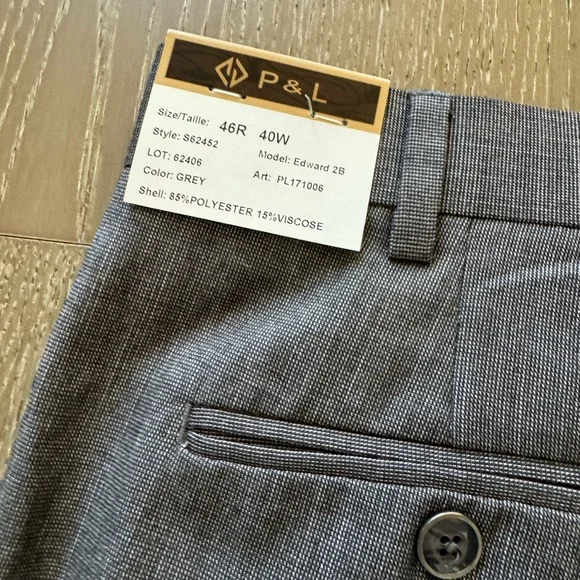 P & L
Size/Taille: 46R 40W
Style: S62452 Model: Edward 2B
LOT: 62406 Art: PL171006
Color: GREY
Shell: 85%POLYESTER 15%VISCOSE